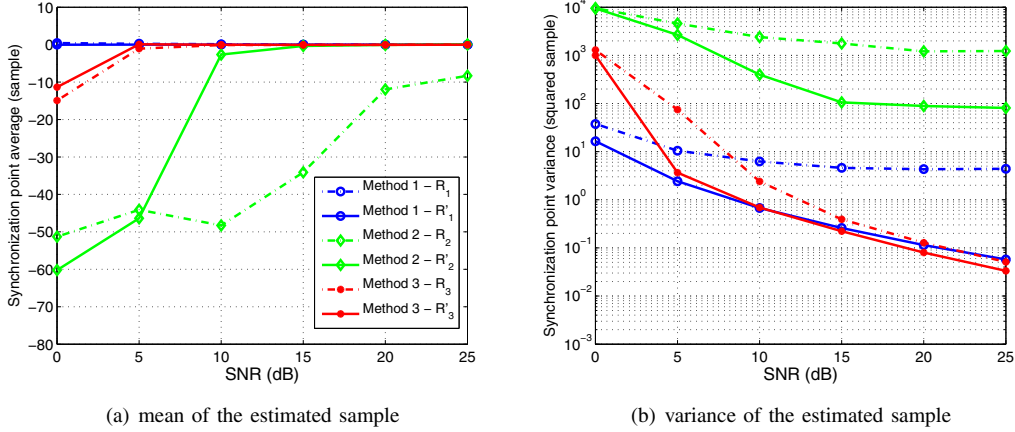 10
0
−10
−20
−30
−40
−50
−60
−70
−80
0 5 10 15 20 25
SNR (dB)
Synchronization point average (sample)
Method 1 − R1
Method 1 − R'1
Method 2 − R2
Method 2 − R'2
Method 3 − R3
Method 3 − R'3
(a) mean of the estimated sample
10^4
10^3
10^2
10^1
10^0
10^−1
10^−2
10^−3
0 5 10 15 20 25
SNR (dB)
Synchronization point variance (squared sample)
(b) variance of the estimated sample